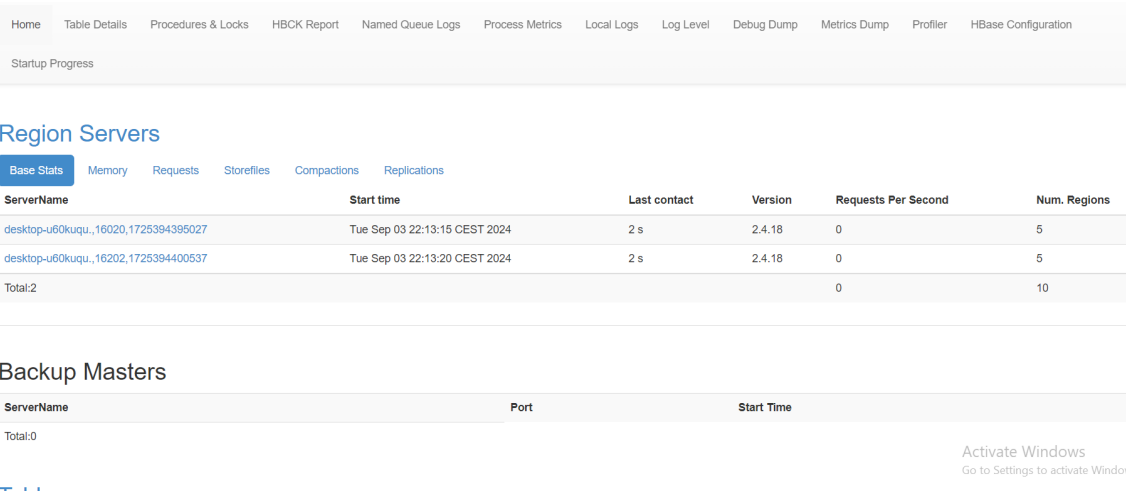 Home Table Details Procedures & Locks HBCK Report Named Queue Logs Process Metrics Local Logs Log Level Debug Dump Metrics Dump Profiler HBase Configuration
Startup Progress
Region Servers
Base Stats Memory Requests Storefiles Compactions Replications
ServerName Start time Last contact Version Requests Per Second Num. Regions
desktop-u60kuqu.,16020,1725394395027 Tue Sep 03 22:13:15 CEST 2024 2 s 2.4.18 0 5
desktop-u60kuqu.,16202,1725394400537 Tue Sep 03 22:13:20 CEST 2024 2 s 2.4.18 0 5
Total:2 0 10
Backup Masters
ServerName Port Start Time
Total:0
Activate Windows
Go to Settings to activate Windo